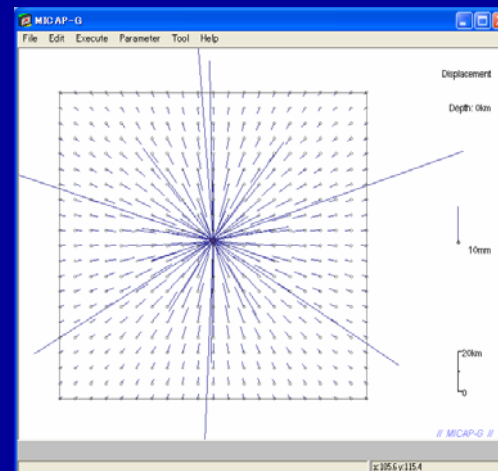 MICAP-G
File Edit Execute Parameter Tool Help
Displacement
Depth: 0km
10mm
20km
0
// MICAP-G //
x:105.6 y:115.4